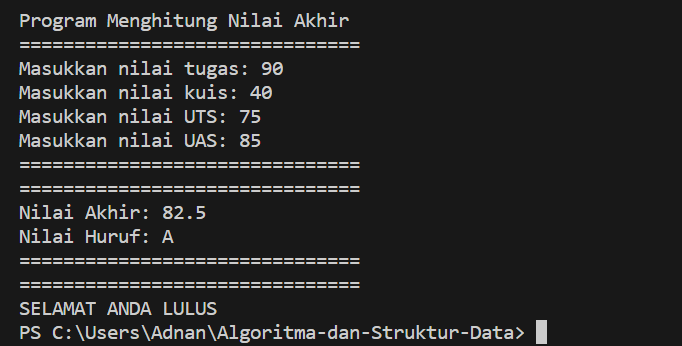 Program Menghitung Nilai Akhir
===============================
Masukkan nilai tugas: 90
Masukkan nilai kuis: 40
Masukkan nilai UTS: 75
Masukkan nilai UAS: 85
===============================
===============================
Nilai Akhir: 82.5
Nilai Huruf: A
===============================
===============================
SELAMAT ANDA LULUS
PS C:\Users\Adnan\Algoritma-dan-Struktur-Data>